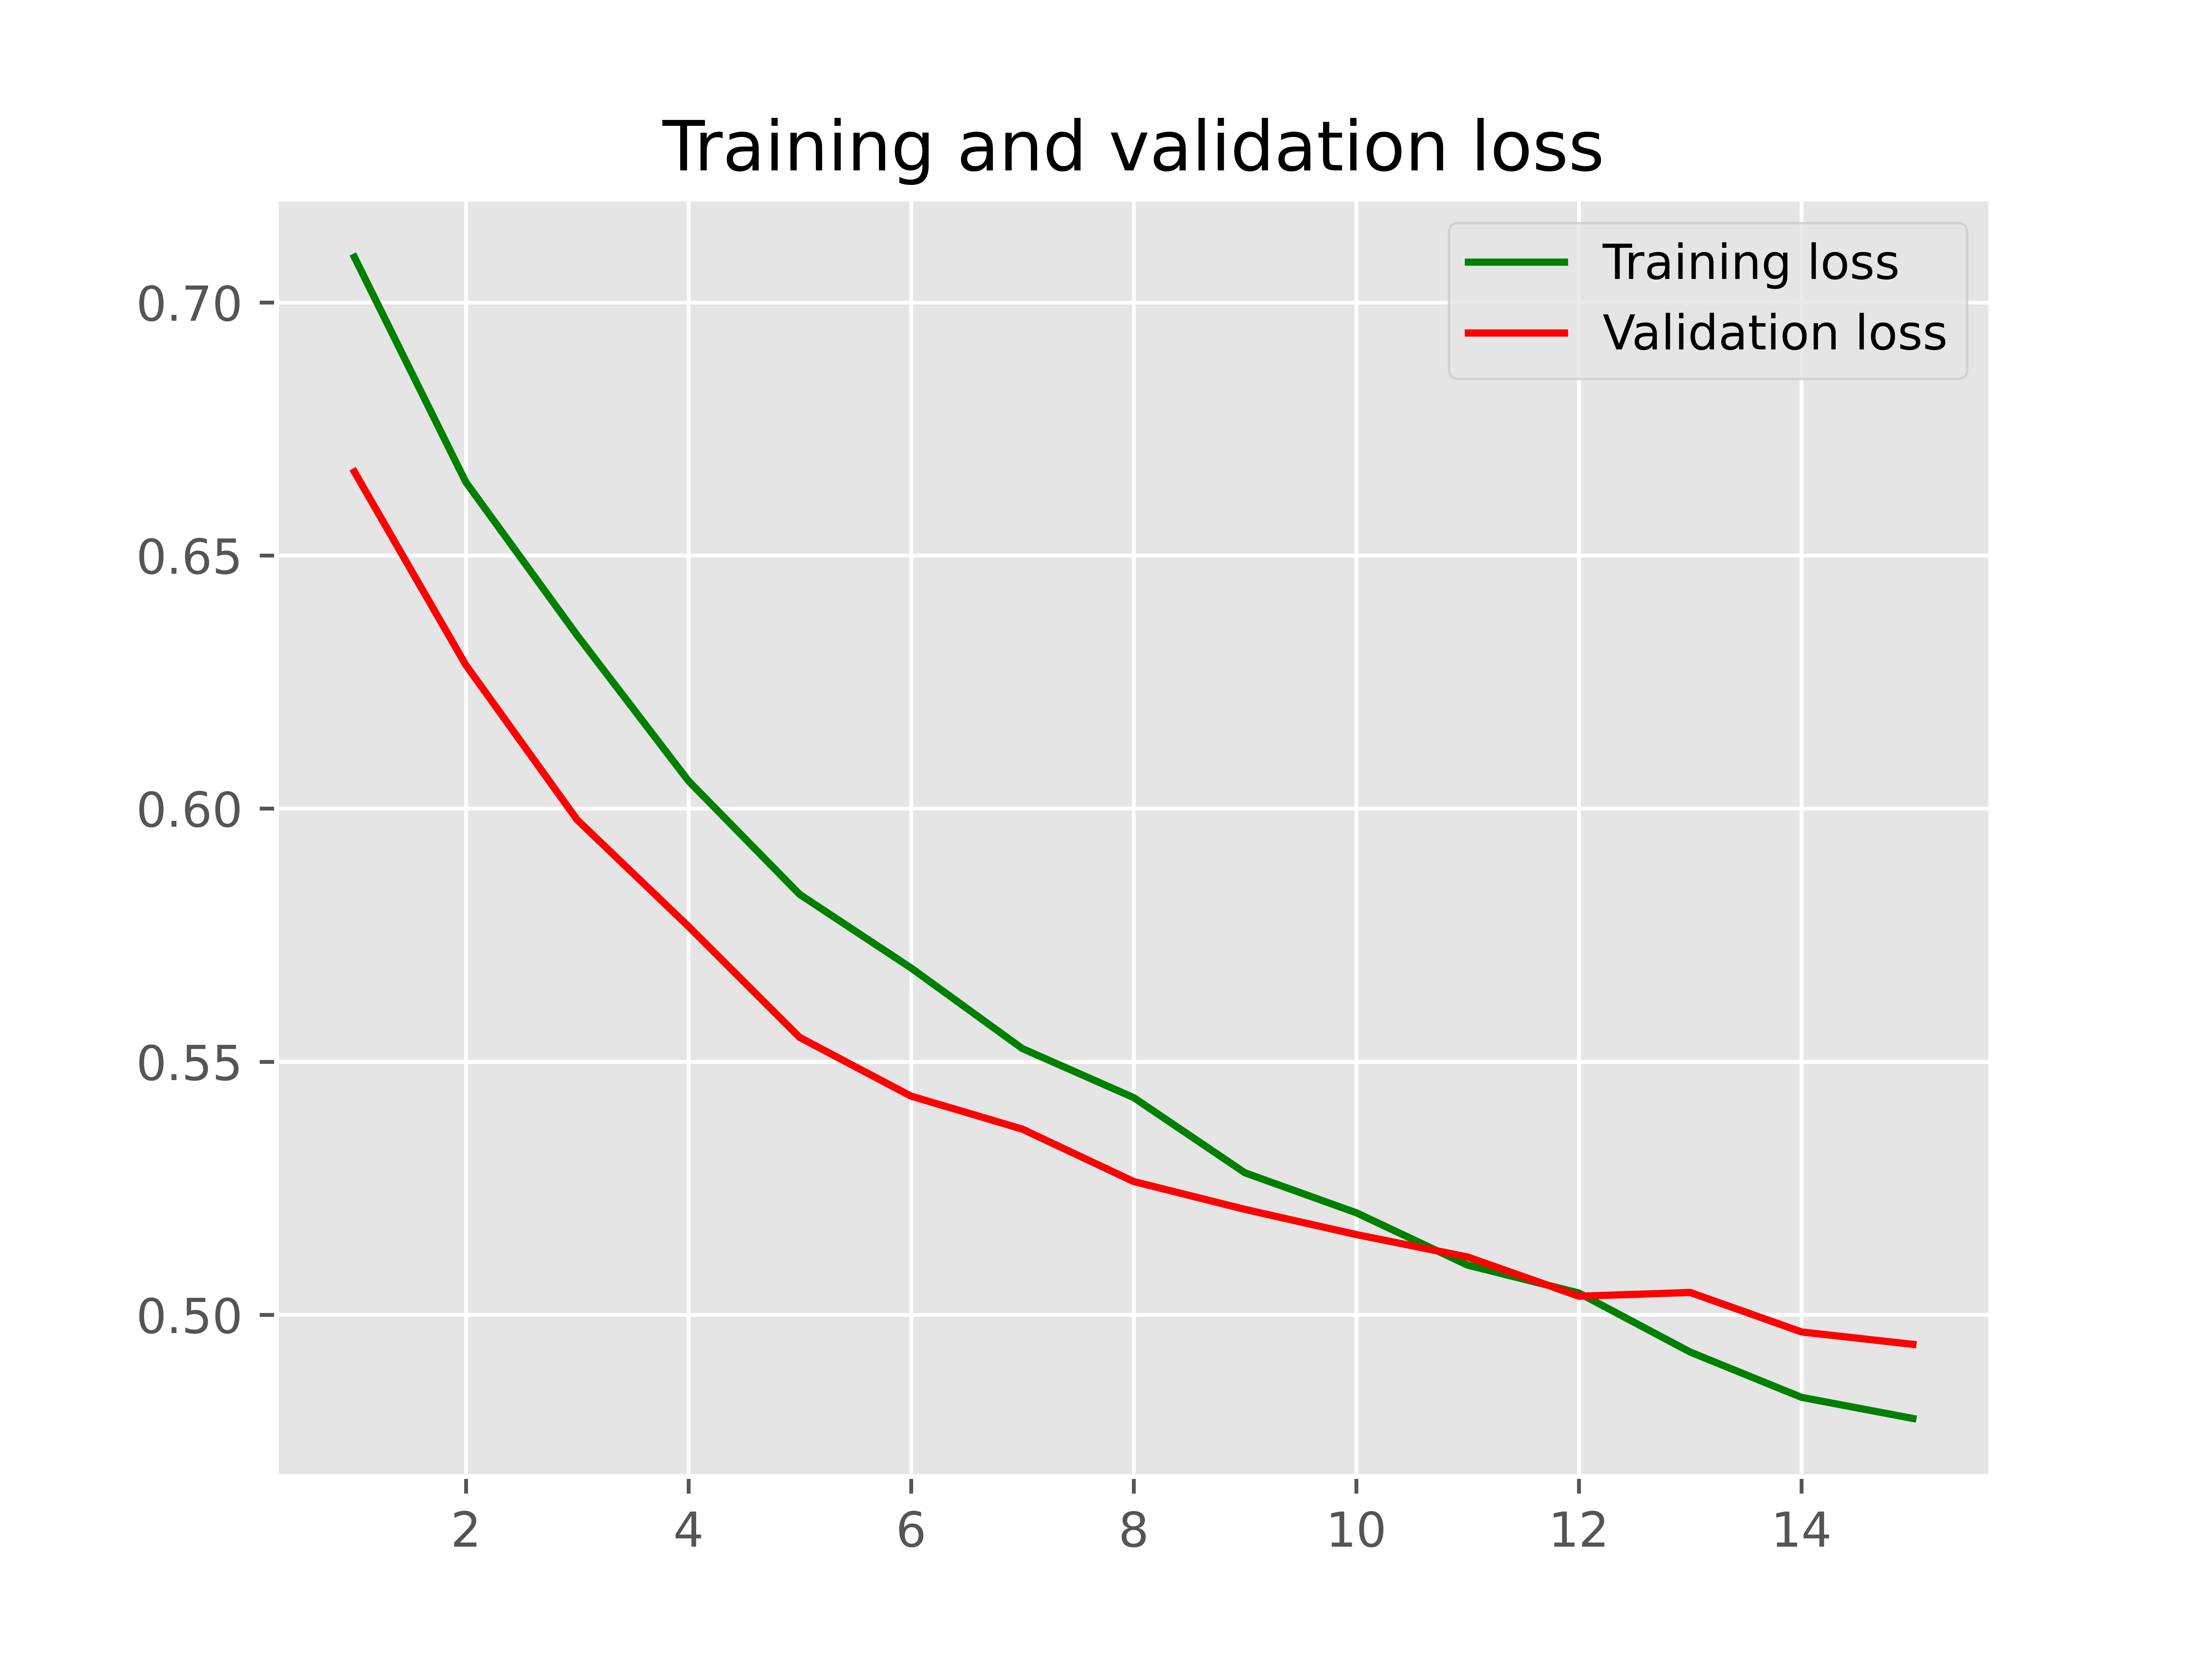 Training and validation loss
Training loss
Validation loss
0.70
0.65
0.60
0.55
0.50
2 4 6 8 10 12 14